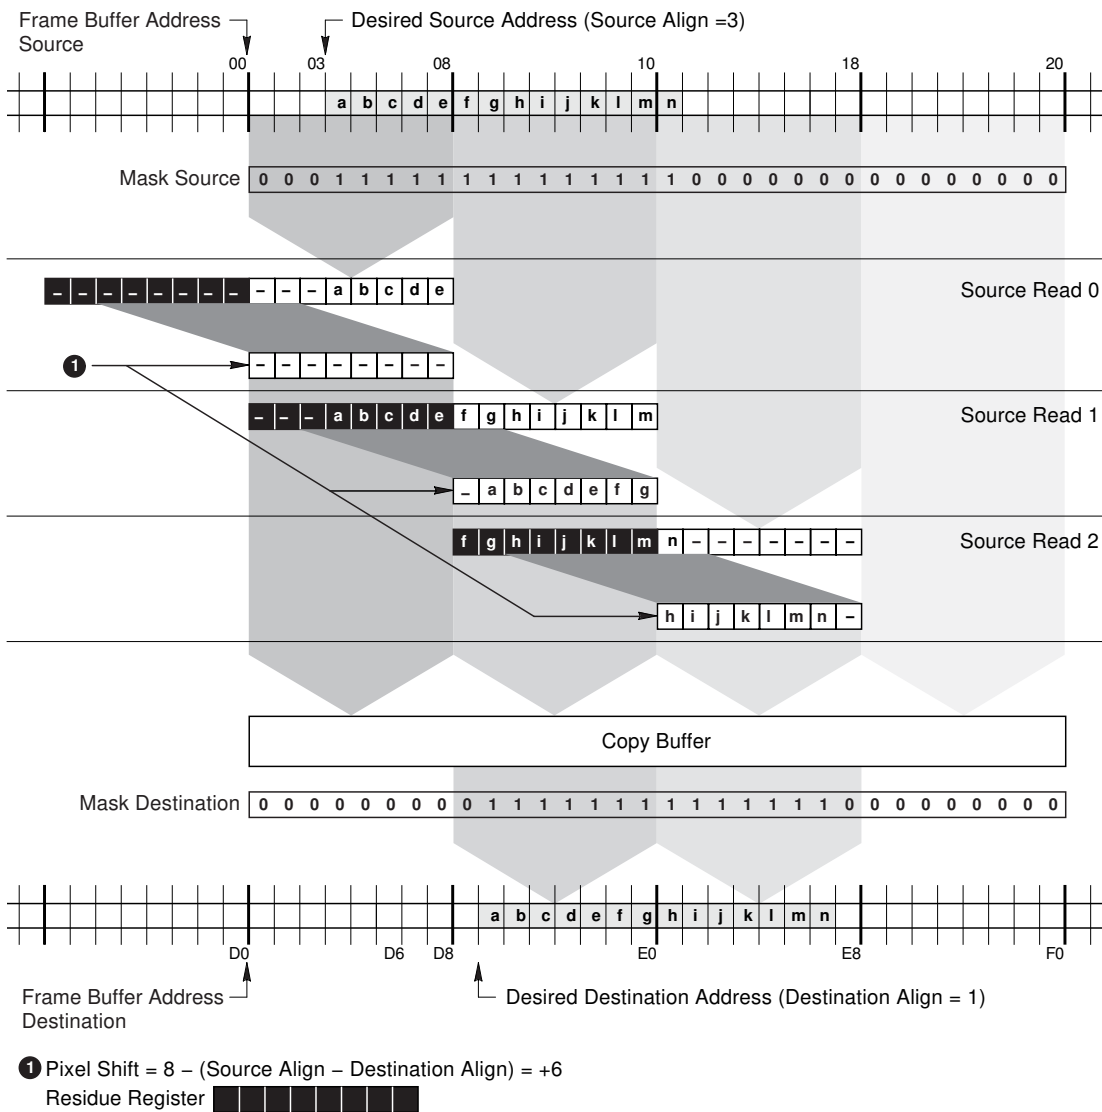 Frame Buffer Address Desired Source Address (Source Align =3)
Source
00 03 08 10 18 20
a b c d e f g h i j k l m n
Mask Source 0 0 0 1 1 1 1 1 1 1 1 1 1 1 1 1 1 0 0 0 0 0 0 0 0 0 0 0 0 0 0 0
– – – – – – – – – – – a b c d e Source Read 0
1 – – – – – – – –
– – – a b c d e f g h i j k l m Source Read 1
– a b c d e f g
f g h i j k l m n – – – – – – – Source Read 2
h i j k l m n –
Copy Buffer
Mask Destination 0 0 0 0 0 0 0 0 0 1 1 1 1 1 1 1 1 1 1 1 1 1 1 0 0 0 0 0 0 0 0 0
a b c d e f g h i j k l m n
D0 D6 D8 E0 E8 F0
Frame Buffer Address Desired Destination Address (Destination Align = 1)
Destination
1 Pixel Shift = 8 – (Source Align – Destination Align) = +6
Residue Register